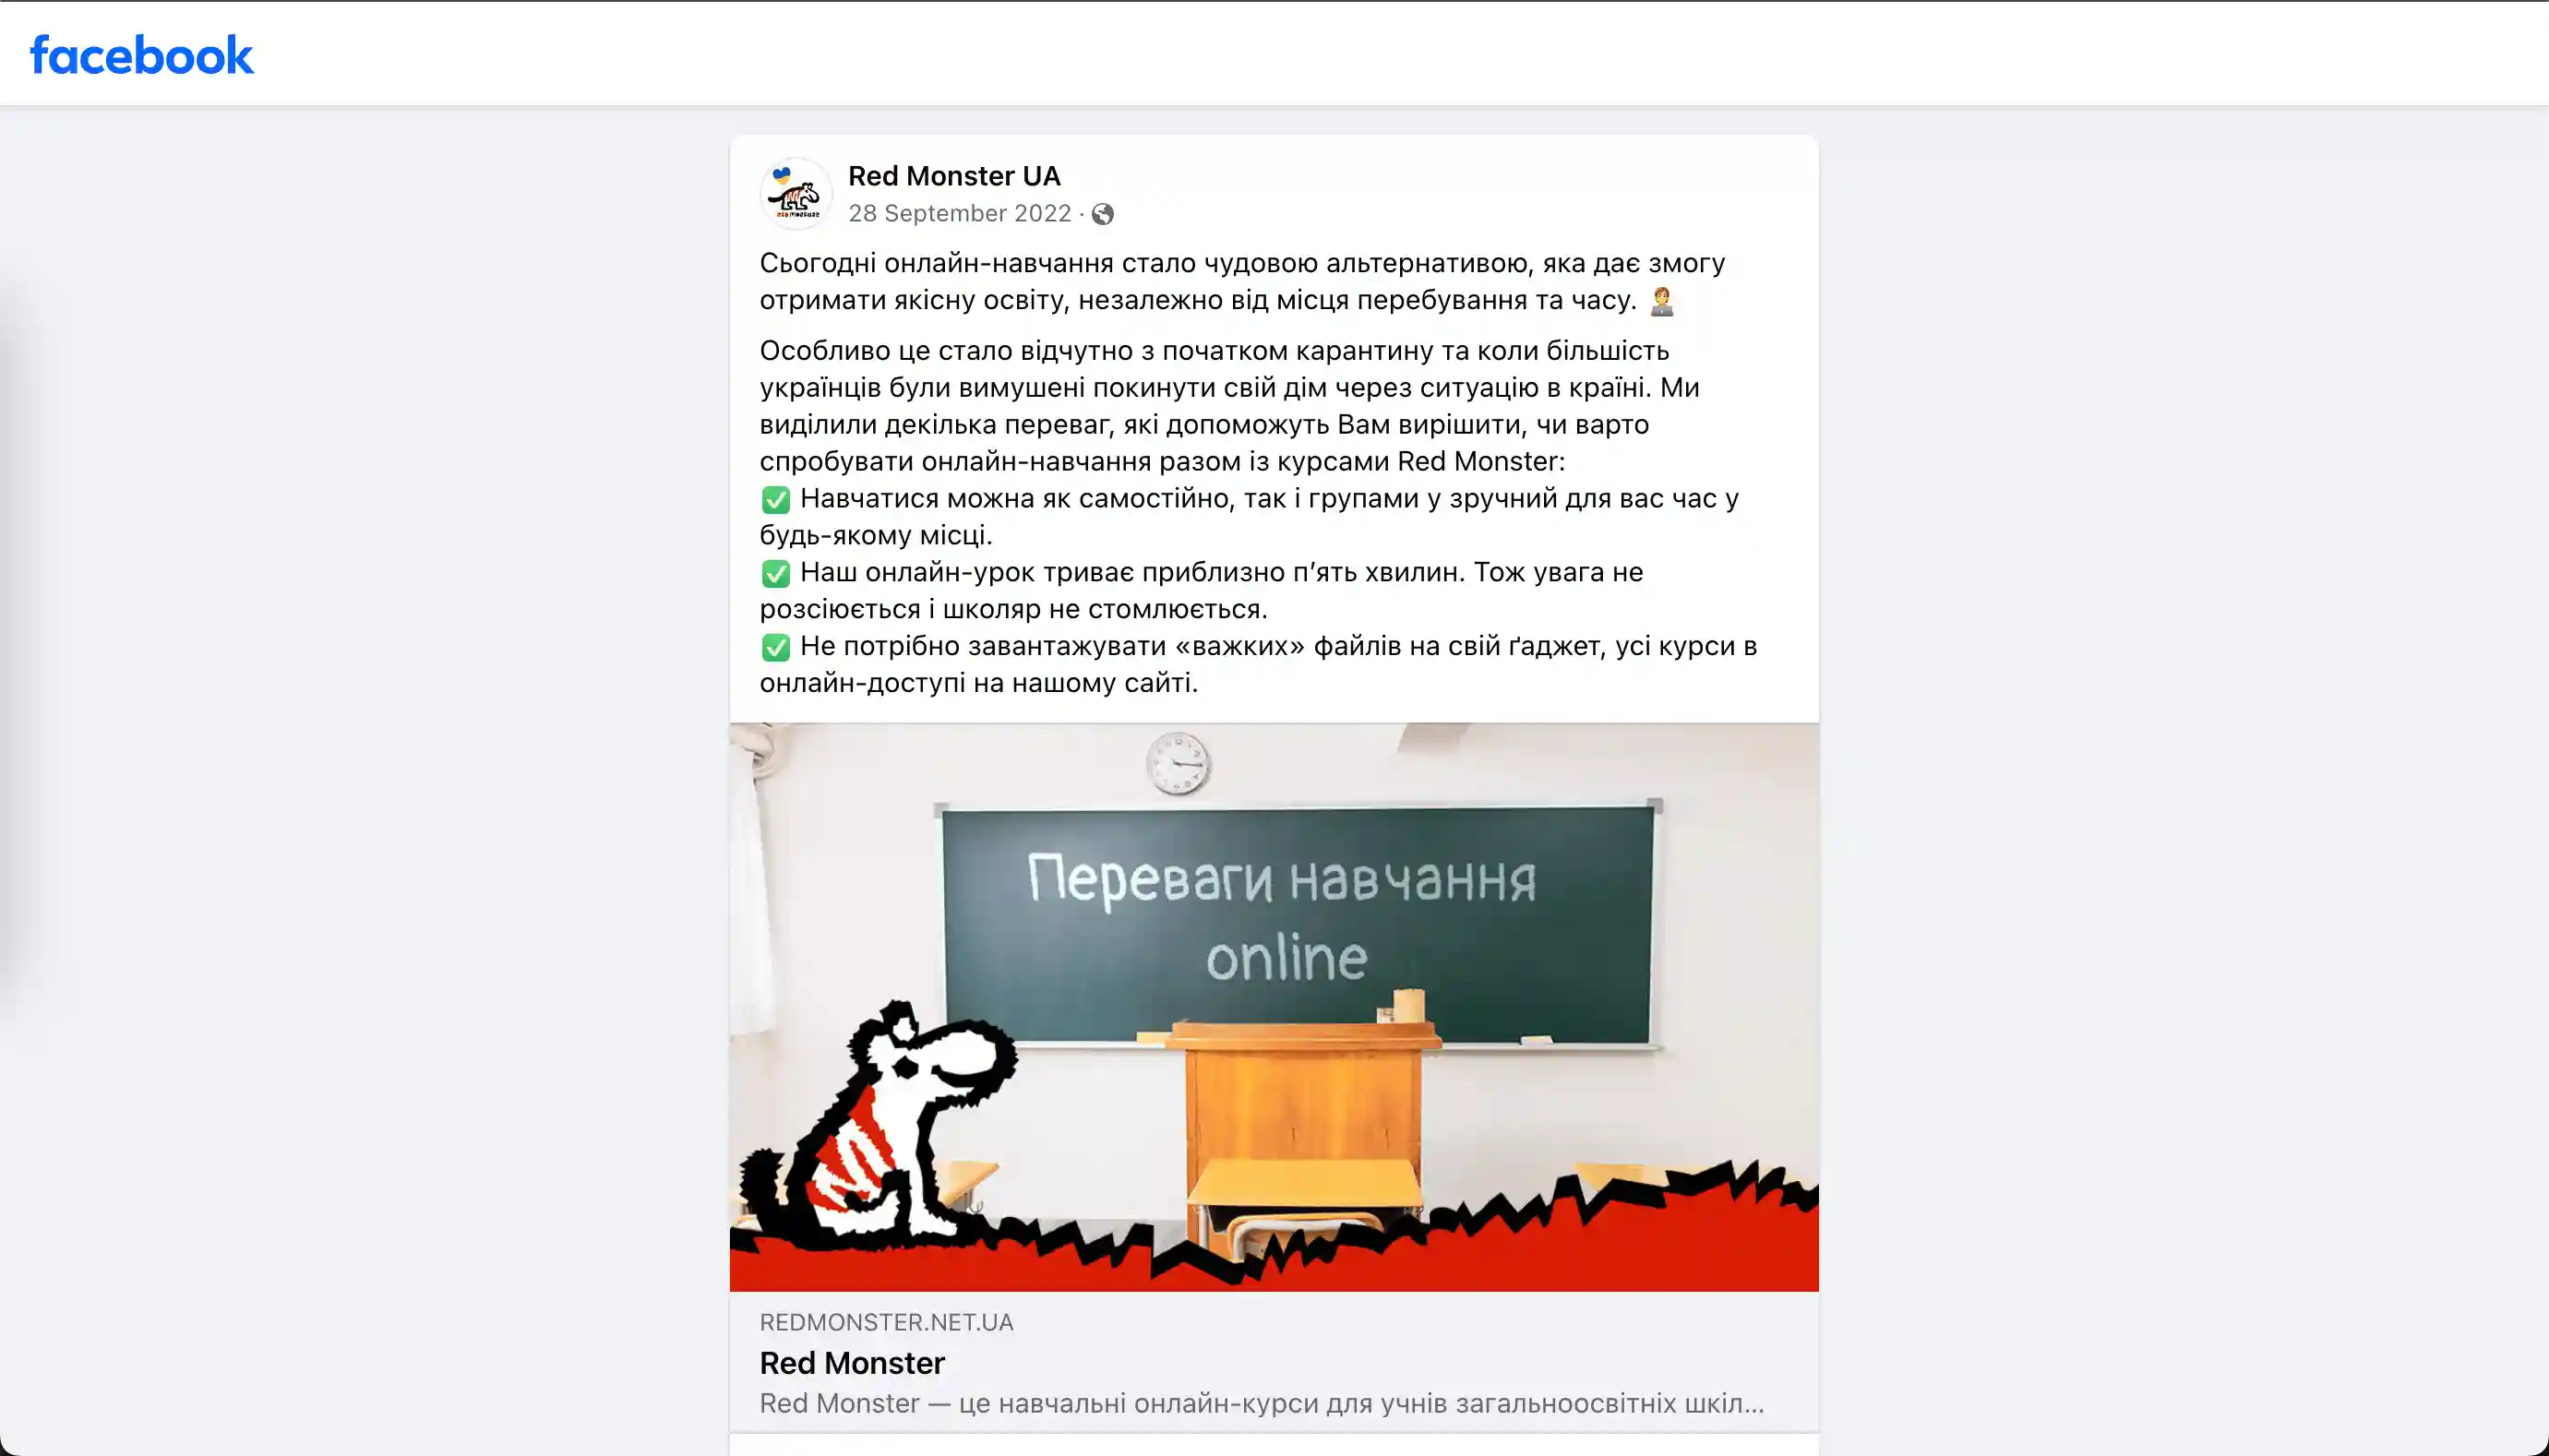 facebook
Red Monster UA
28 September 2022 ·
Сьогодні онлайн-навчання стало чудовою альтернативою, яка дає змогу
отримати якісну освіту, незалежно від місця перебування та часу. 🧑‍💻
Особливо це стало відчутно з початком карантину та коли більшість
українців були вимушені покинути свій дім через ситуацію в країні. Ми
виділили декілька переваг, які допоможуть Вам вирішити, чи варто
спробувати онлайн-навчання разом із курсами Red Monster:
✅ Навчатися можна як самостійно, так і групами у зручний для вас час у
будь-якому місці.
✅ Наш онлайн-урок триває приблизно п’ять хвилин. Тож увага не
розсіюється і школяр не стомлюється.
✅ Не потрібно завантажувати «важких» файлів на свій ґаджет, усі курси в
онлайн-доступі на нашому сайті.
Переваги навчання
online
REDMONSTER.NET.UA
Red Monster
Red Monster — це навчальні онлайн-курси для учнів загальноосвітніх шкіл...